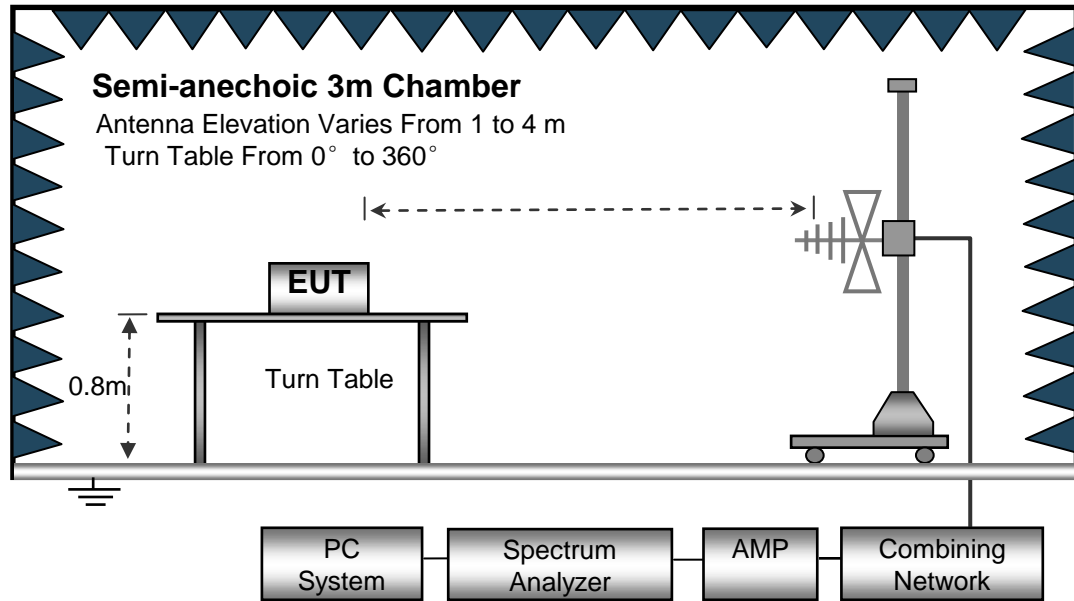 Semi-anechoic 3m Chamber
Antenna Elevation Varies From 1 to 4 m
Turn Table From 0° to 360°
EUT
0.8m
Turn Table
PC
System
Spectrum
Analyzer
AMP
Combining
Network